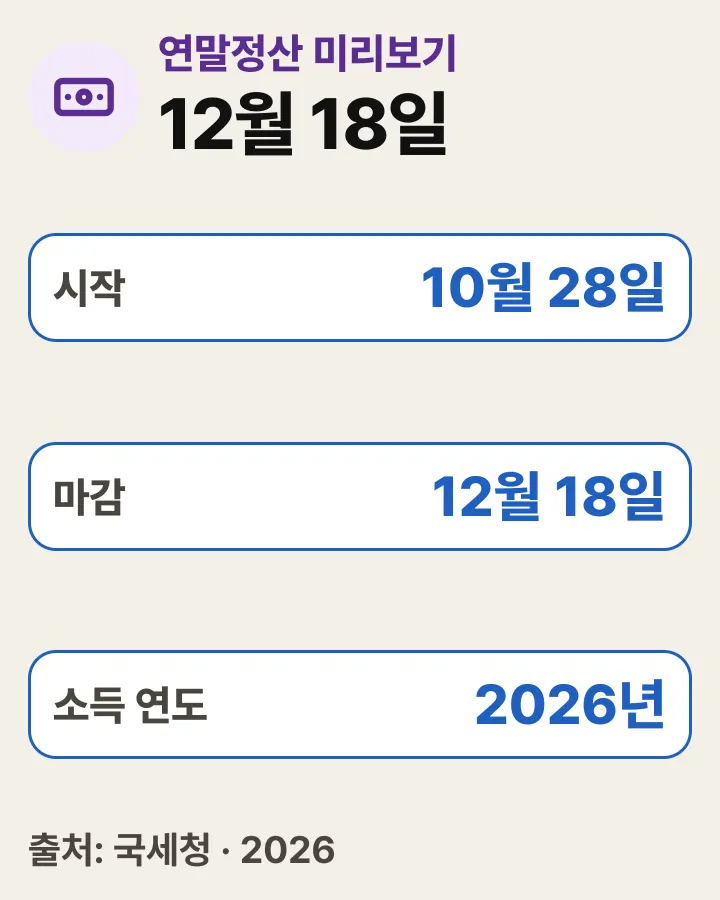 연말정산 미리보기
12월 18일
시작 10월 28일
마감 12월 18일
소득 연도 2026년
출처: 국세청 · 2026